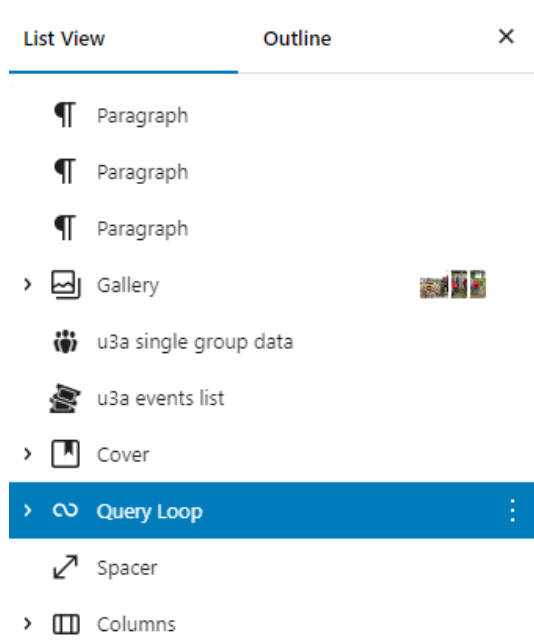 List View
Outline
Paragraph
Paragraph
Paragraph
Gallery
u3a single group data
u3a events list
Cover
Query Loop
Spacer
Columns